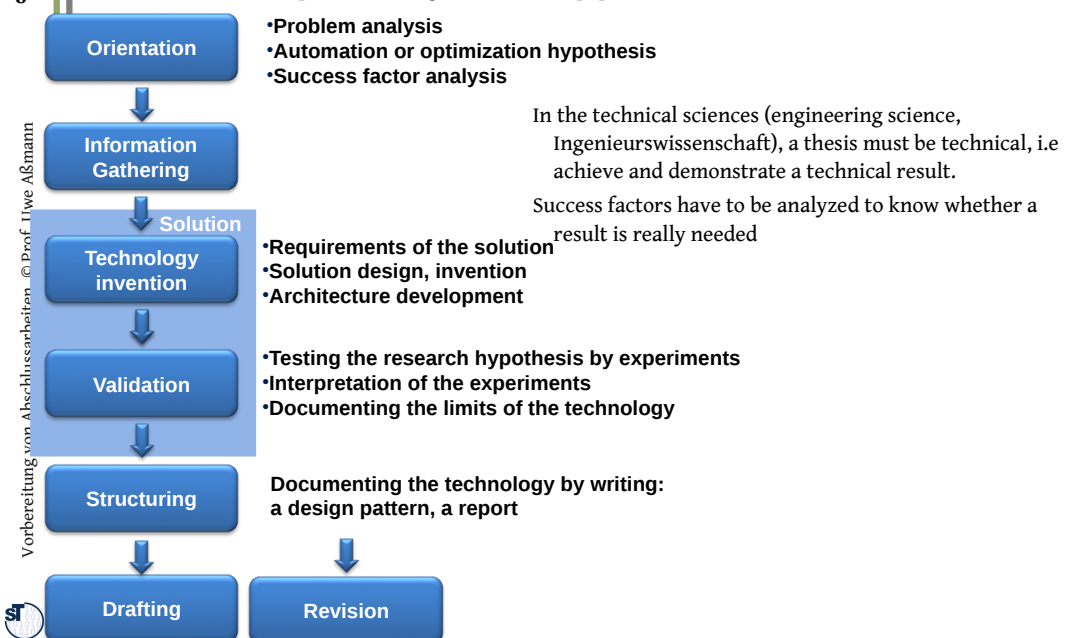 Orientation
•Problem analysis
•Automation or optimization hypothesis
•Success factor analysis
In the technical sciences (engineering science,
Ingenieurswissenschaft), a thesis must be technical, i.e
achieve and demonstrate a technical result.
Success factors have to be analyzed to know whether a
result is really needed
Information
Gathering
Solution
Technology
invention
•Requirements of the solution
•Solution design, invention
•Architecture development
Validation
•Testing the research hypothesis by experiments
•Interpretation of the experiments
•Documenting the limits of the technology
Structuring
Documenting the technology by writing:
a design pattern, a report
Drafting
Revision
Vorbereitung von Abschlussarbeiten, © Prof. Uwe Aßmann
ST